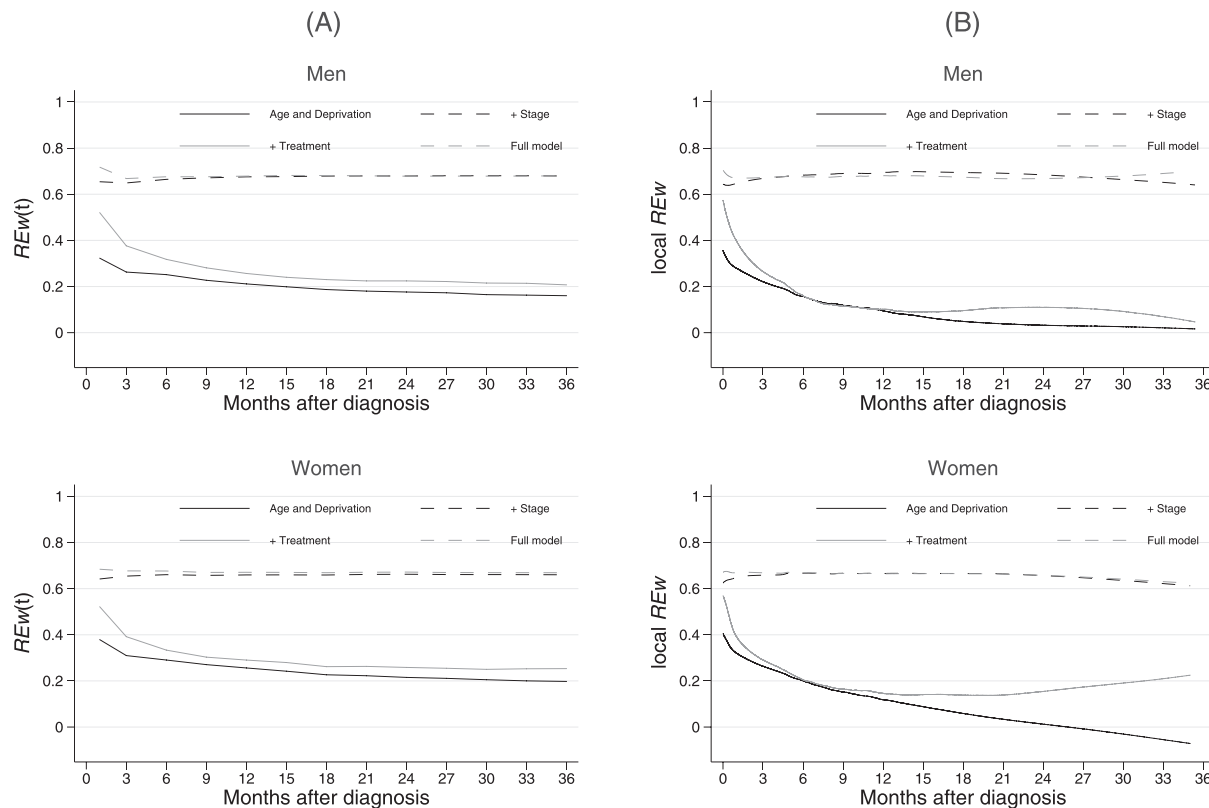 (A)
Men
Age and Deprivation
+ Stage
+ Treatment
Full model
REw(t)
1
0.8
0.6
0.4
0.2
0
0 3 6 9 12 15 18 21 24 27 30 33 36
Months after diagnosis
(B)
Men
Age and Deprivation
+ Stage
+ Treatment
Full model
local REw
1
0.8
0.6
0.4
0.2
0
0 3 6 9 12 15 18 21 24 27 30 33 36
Months after diagnosis
Women
Age and Deprivation
+ Stage
+ Treatment
Full model
REw(t)
1
0.8
0.6
0.4
0.2
0
0 3 6 9 12 15 18 21 24 27 30 33 36
Months after diagnosis
Women
Age and Deprivation
+ Stage
+ Treatment
Full model
local REw
1
0.8
0.6
0.4
0.2
0
0 3 6 9 12 15 18 21 24 27 30 33 36
Months after diagnosis